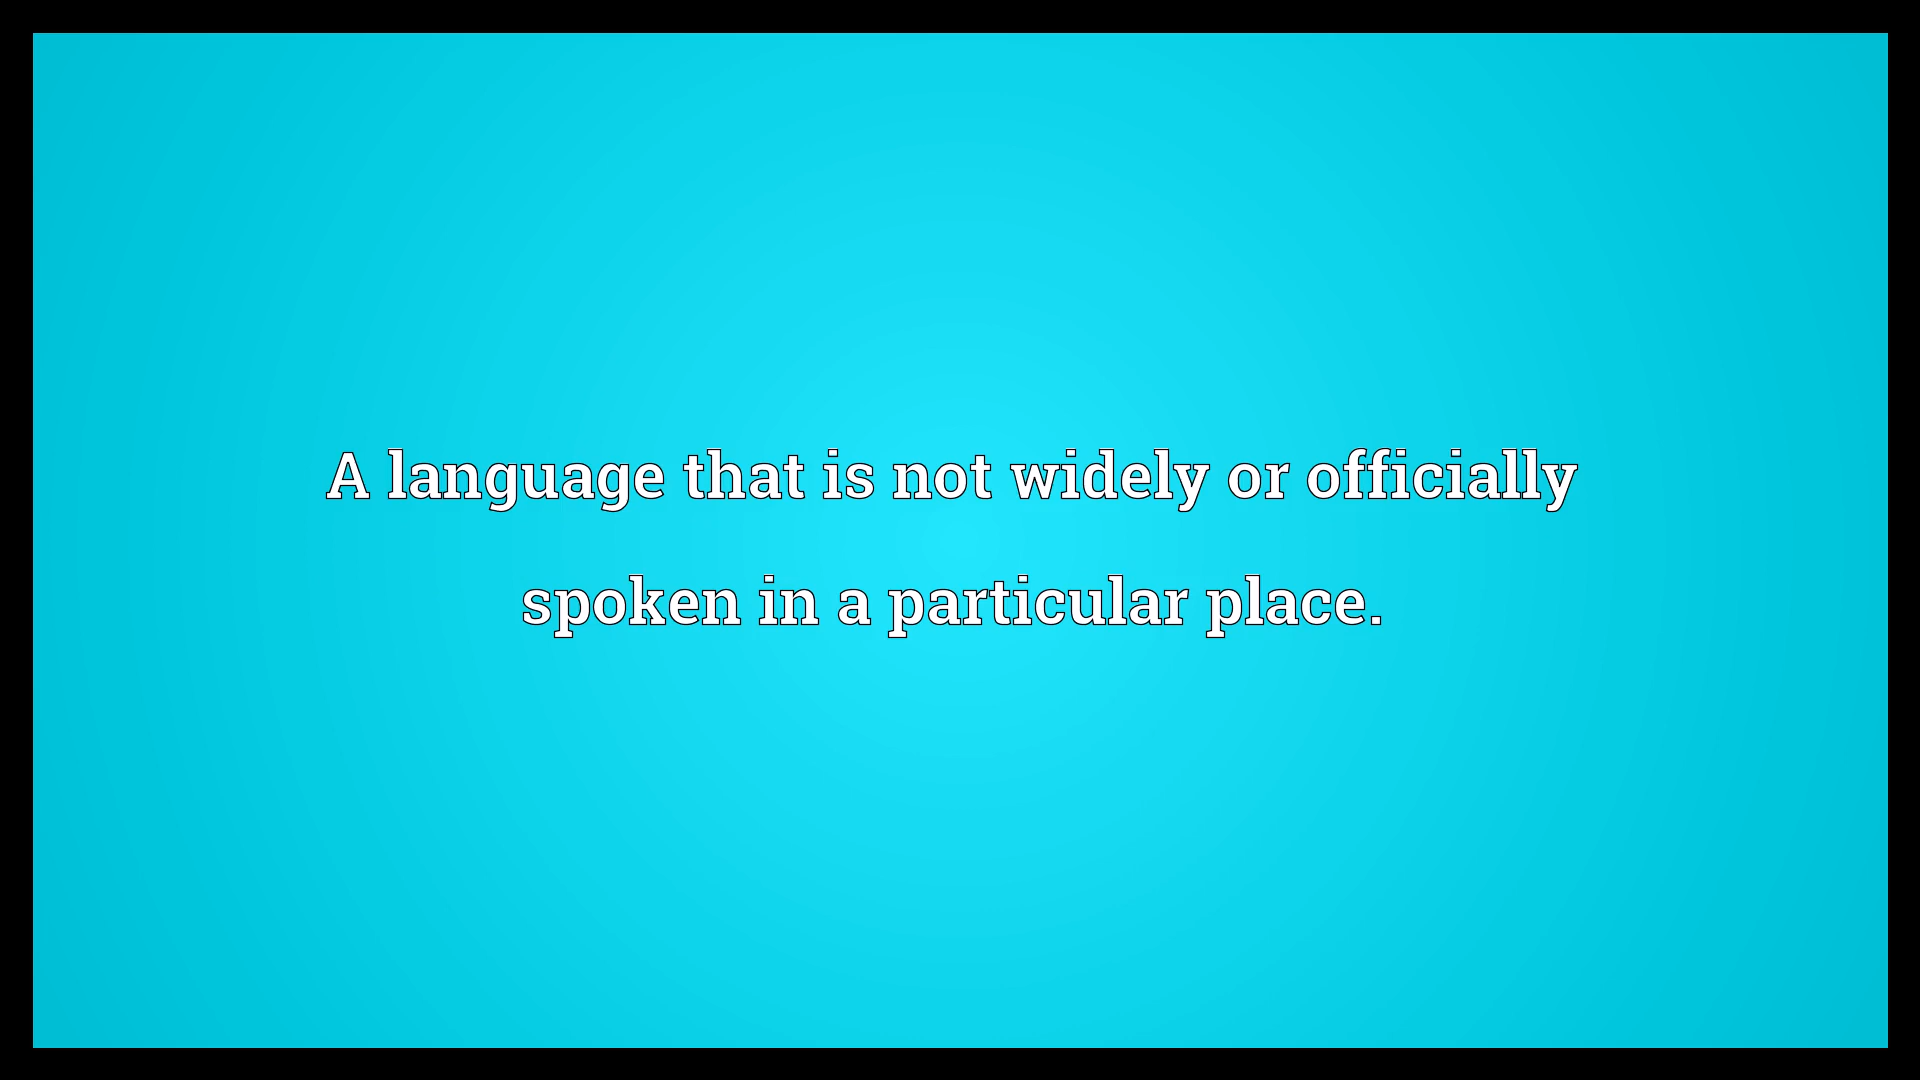 A language that is not widely or officially
spoken in a particular place.